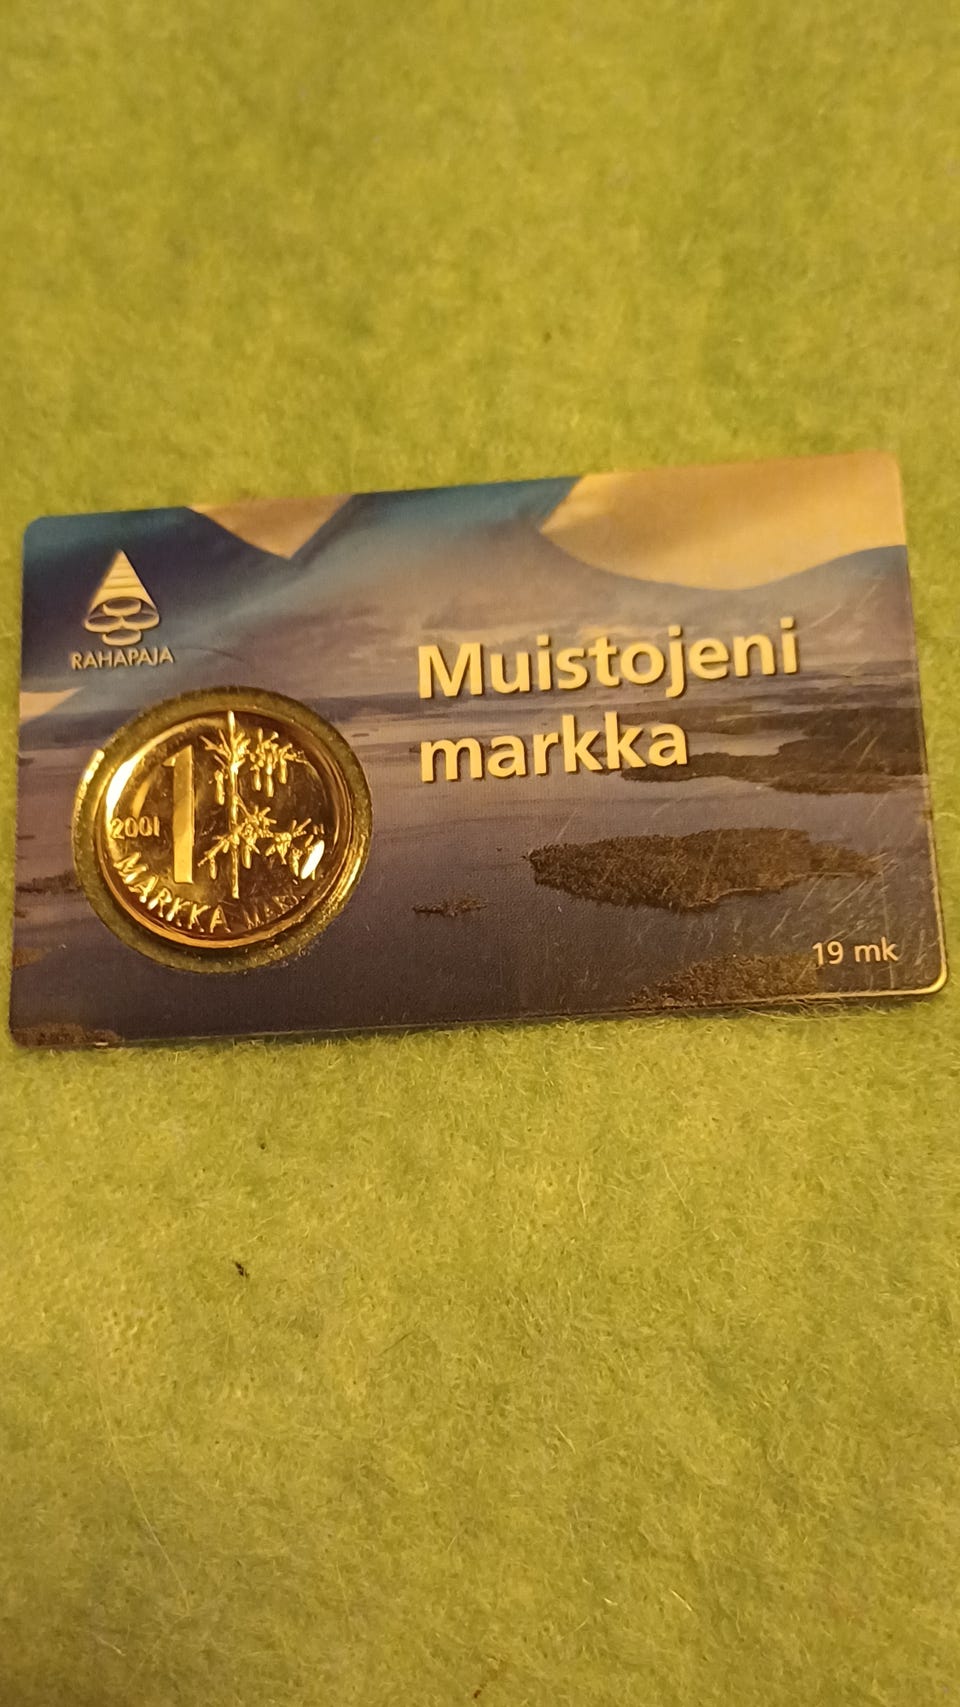 RAHAPAJA
Muistojeni
markka
1
2001
MARKKA
19 mk